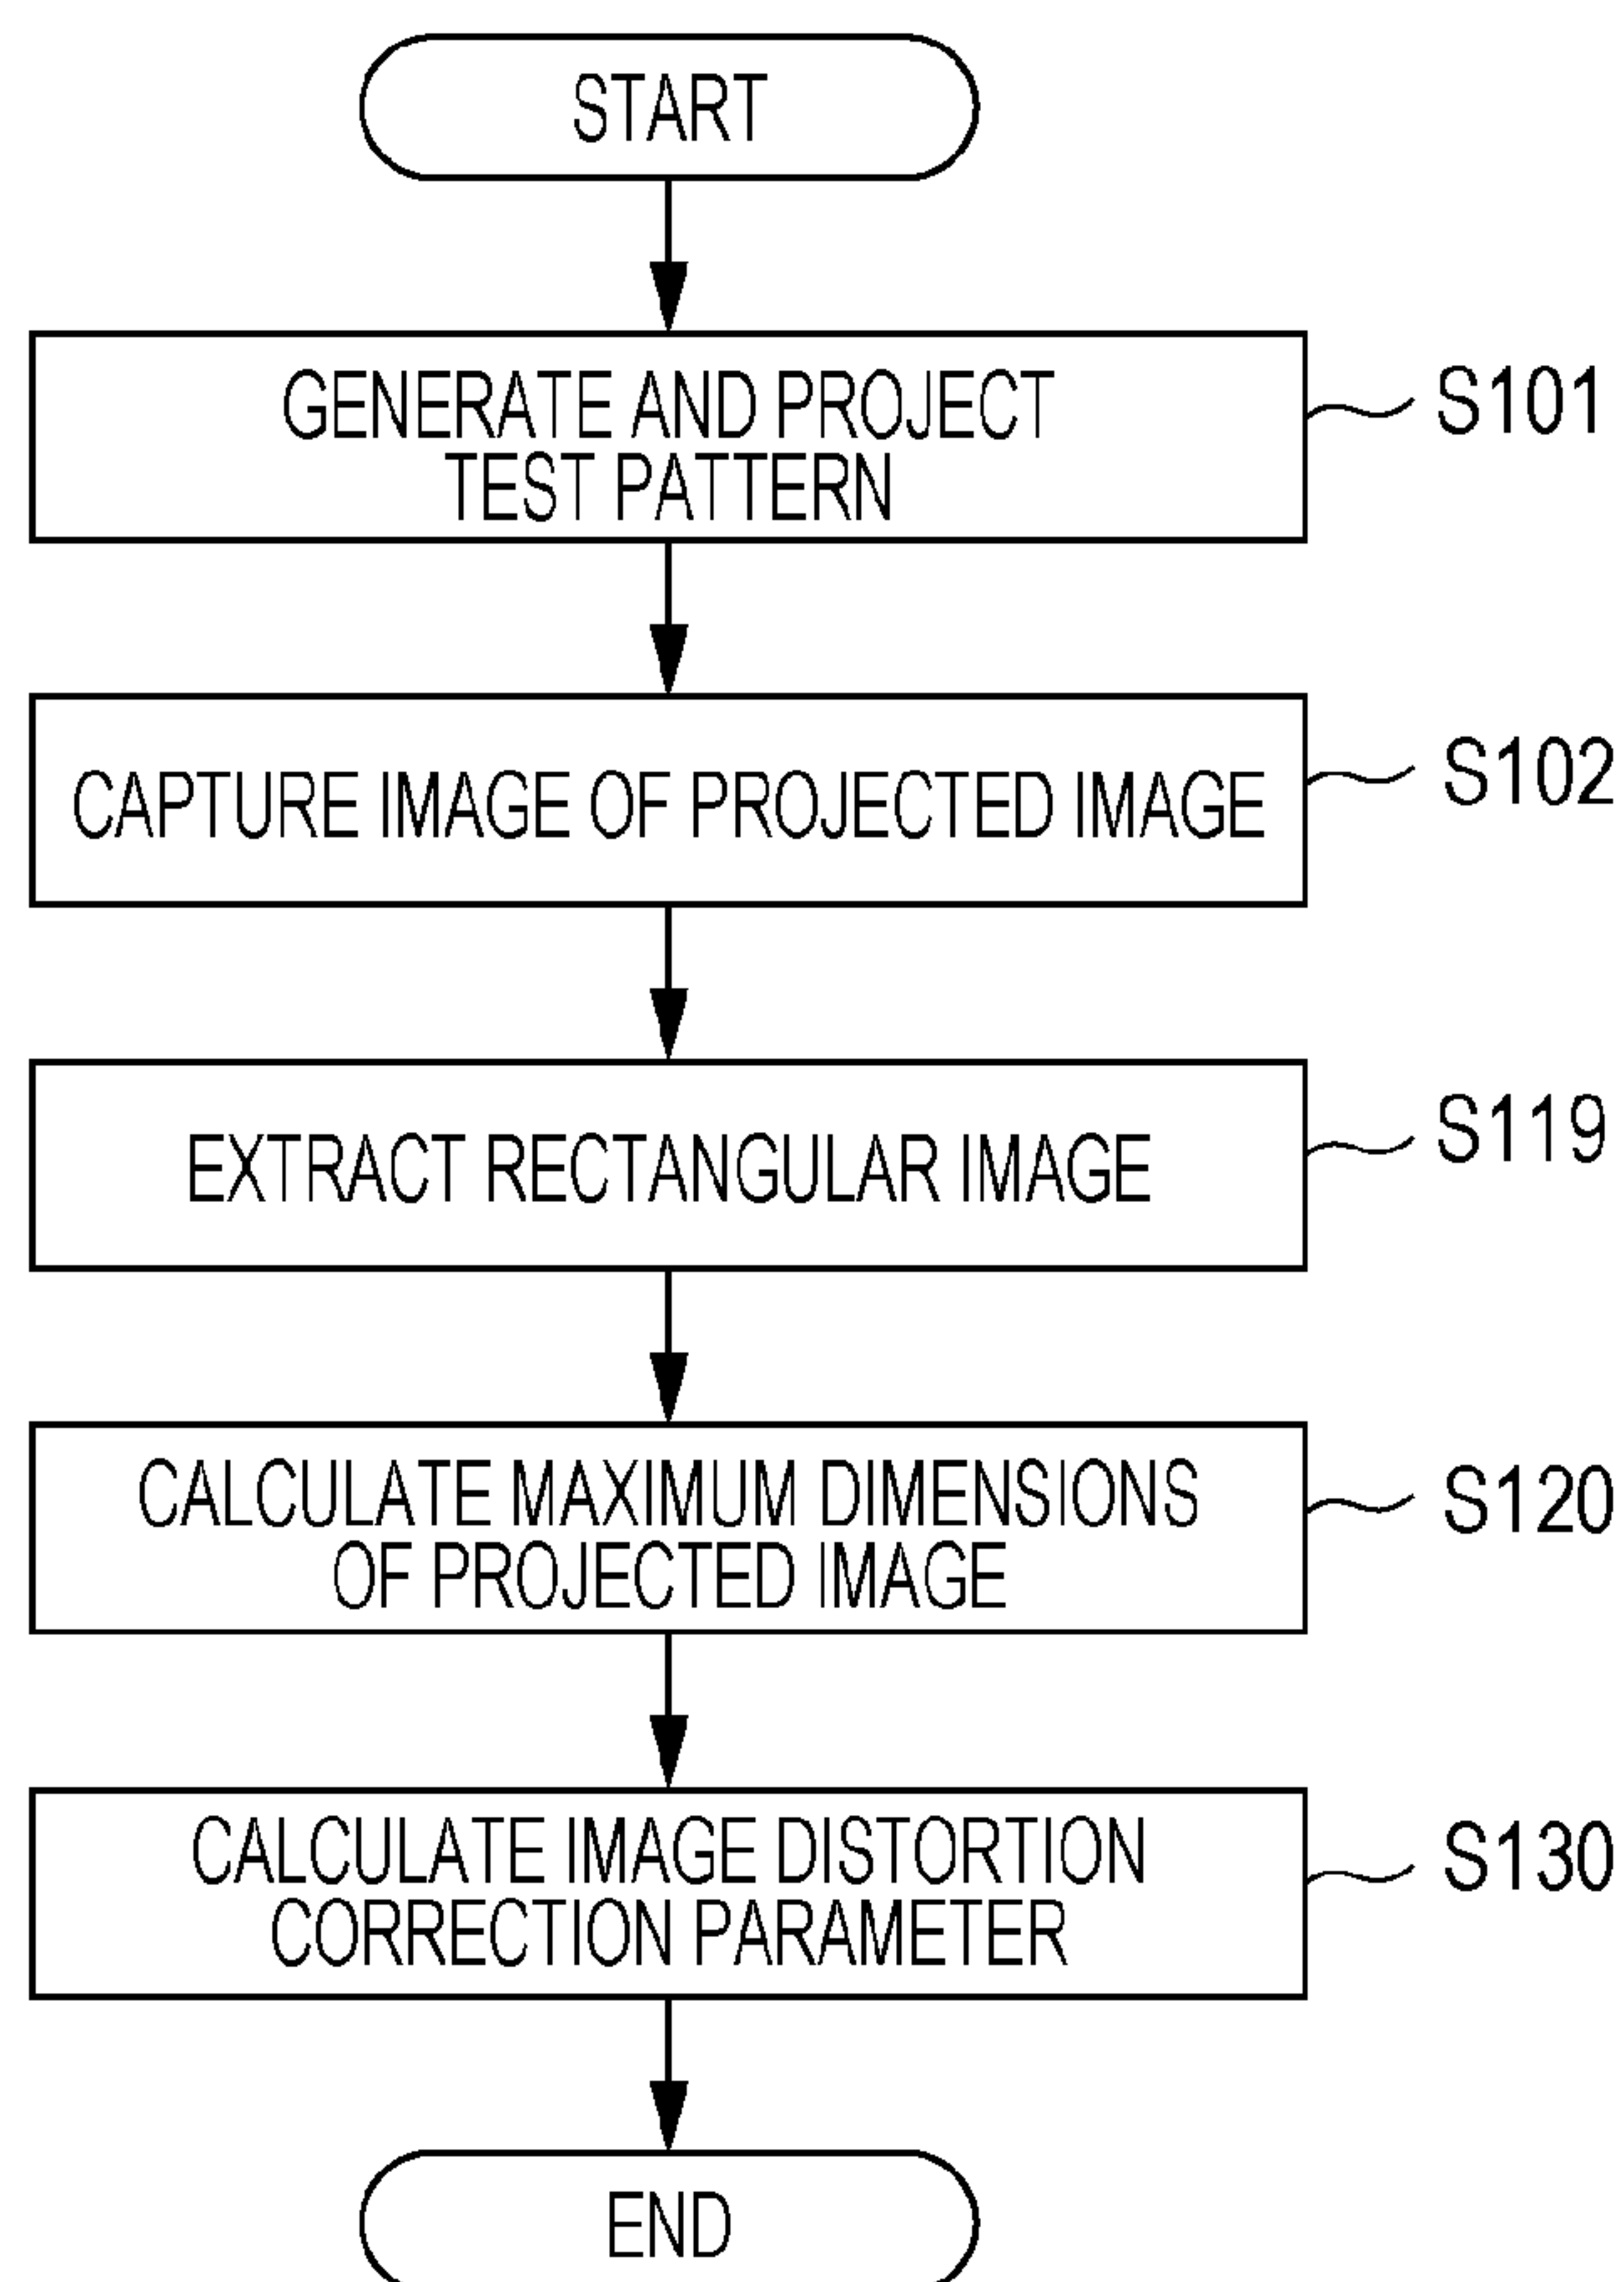 START
GENERATE AND PROJECT
TEST PATTERN
S101
CAPTURE IMAGE OF PROJECTED IMAGE
S102
EXTRACT RECTANGULAR IMAGE
S119
CALCULATE MAXIMUM DIMENSIONS
OF PROJECTED IMAGE
S120
CALCULATE IMAGE DISTORTION
CORRECTION PARAMETER
S130
END